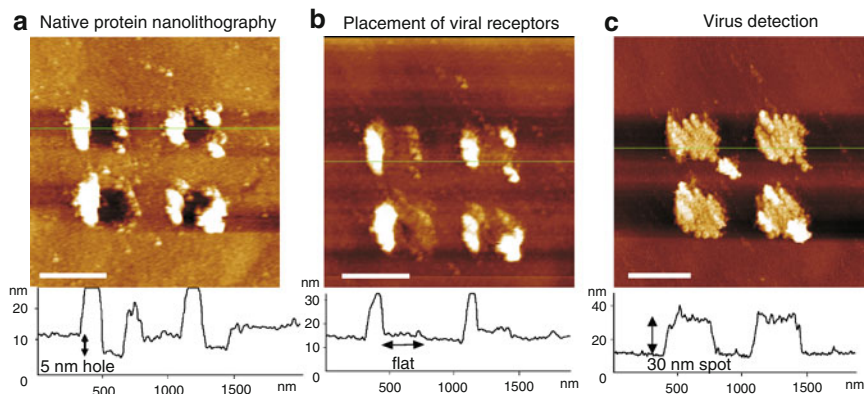 a Native protein nanolithography
b Placement of viral receptors
c Virus detection
nm
20
10
0
5 nm hole
500 1000 1500 nm
nm
30
20
10
0
flat
500 1000 1500 nm
nm
40
20
0
30 nm spot
500 1000 1500